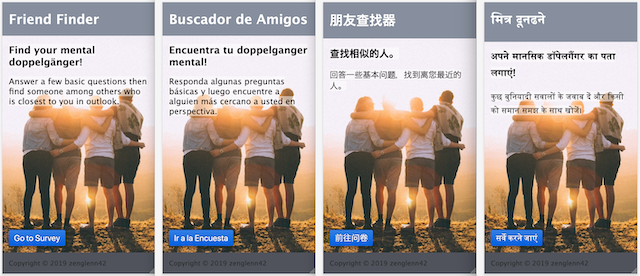 Friend Finder
Find your mental
doppelgänger!
Answer a few basic questions then
find someone among others who
is closest to you in outlook.
Go to Survey
Copyright © 2019 zenglenn42
Buscador de Amigos
Encuentra tu doppelganger
mental!
Responda algunas preguntas
básicas y luego encuentre a
alguien más cercano a usted en
perspectiva.
Ir a la Encuesta
Copyright © 2019 zenglenn42
朋友查找器
查找相似的人。
回答一些基本问题，找到离您最近的
人。
前往问卷
Copyright © 2019 zenglenn42
मित्र ढूनढने
अपने मानसिक डॉपेलगैंगर का पता
लगाएं!
कुछ बुनियादी सवालों के जवाब दें और किसी
को समान समझ के साथ खोजें।
सर्वे करने जाएं
Copyright © 2019 zenglenn42